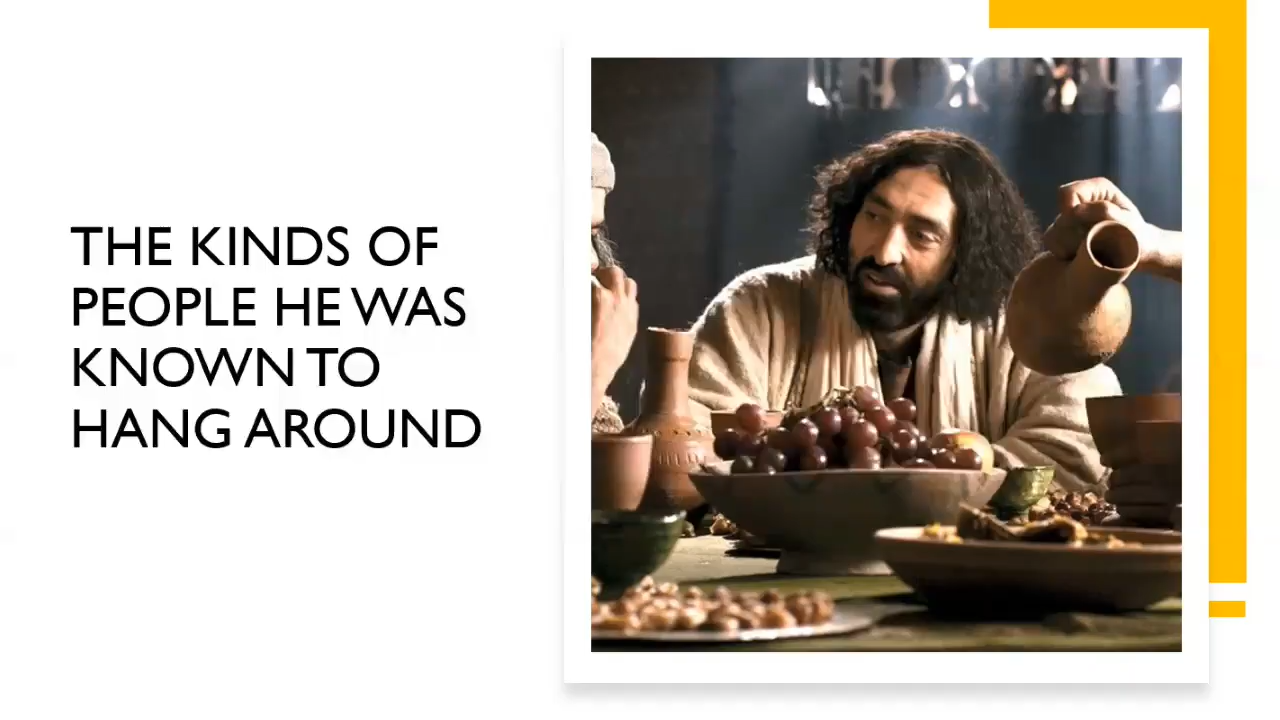 THE KINDS OF
PEOPLE HE WAS
KNOWN TO
HANG AROUND